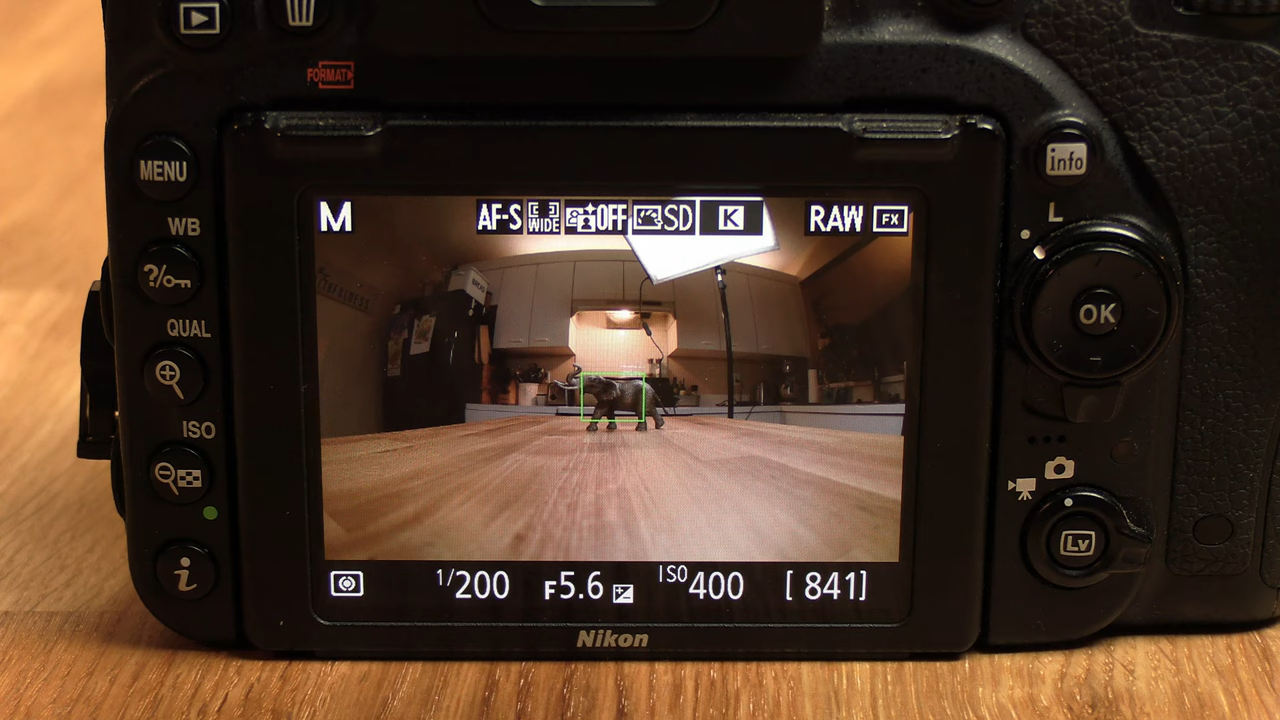 FORMAT
MENU
WB
?
QUAL
ISO
i
M
AF-S
WIDE
OFF
SD
K
RAW
FX
1/200
F5.6
ISO400
[ 841]
Nikon
info
L
OK
Lv